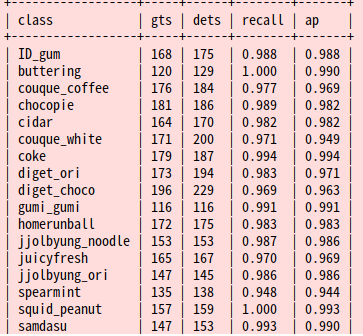 +------------------+-----+------+--------+-------+
| class | gts | dets | recall | ap |
+------------------+-----+------+--------+-------+
| ID_gum | 168 | 175 | 0.988 | 0.988 |
| buttering | 120 | 129 | 1.000 | 0.990 |
| couque_coffee | 176 | 184 | 0.977 | 0.969 |
| chocopie | 181 | 186 | 0.989 | 0.982 |
| cidar | 164 | 170 | 0.982 | 0.982 |
| couque_white | 171 | 200 | 0.971 | 0.949 |
| coke | 179 | 187 | 0.994 | 0.994 |
| diget_ori | 173 | 194 | 0.983 | 0.971 |
| diget_choco | 196 | 229 | 0.969 | 0.963 |
| gumi_gumi | 116 | 116 | 0.991 | 0.991 |
| homerunball | 172 | 175 | 0.983 | 0.983 |
| jjolbyung_noodle | 153 | 153 | 0.987 | 0.986 |
| juicyfresh | 165 | 167 | 0.970 | 0.969 |
| jjolbyung_ori | 147 | 145 | 0.986 | 0.986 |
| spearmint | 135 | 138 | 0.948 | 0.944 |
| squid_peanut | 157 | 159 | 1.000 | 0.993 |
| samdasu | 147 | 153 | 0.993 | 0.990 |